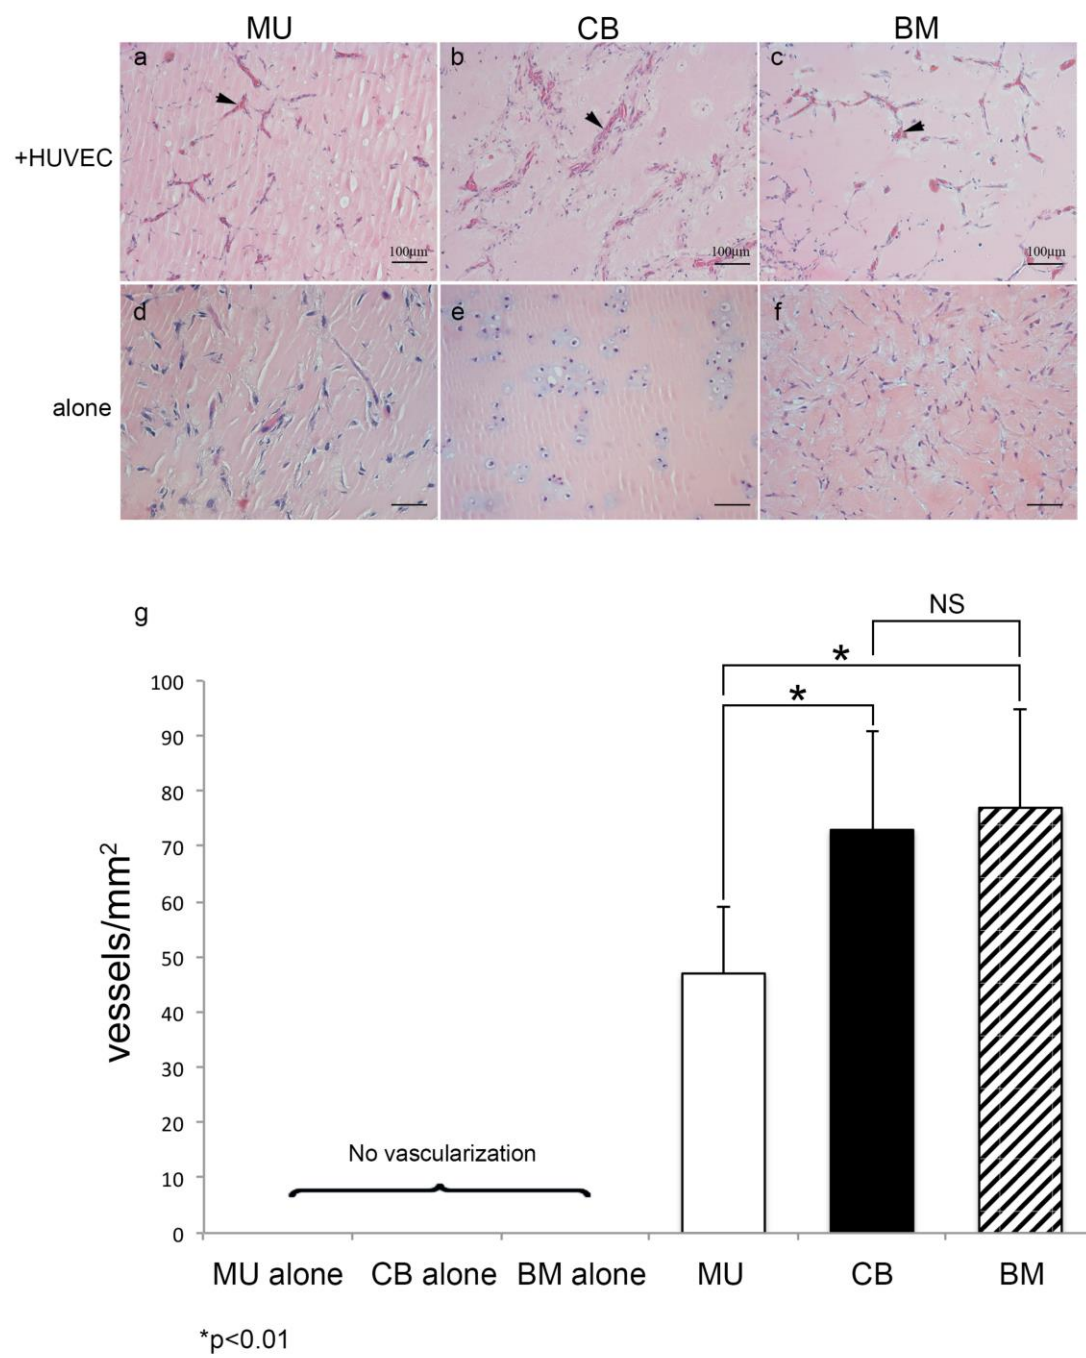 MU CB BM
a b c
+HUVEC
100µm 100µm 100µm
d e f
alone
g
NS
*
*
100
90
80
70
60
50
40
30
20
10
0
vessels/mm²
No vascularization
MU alone CB alone BM alone MU CB BM
*p<0.01